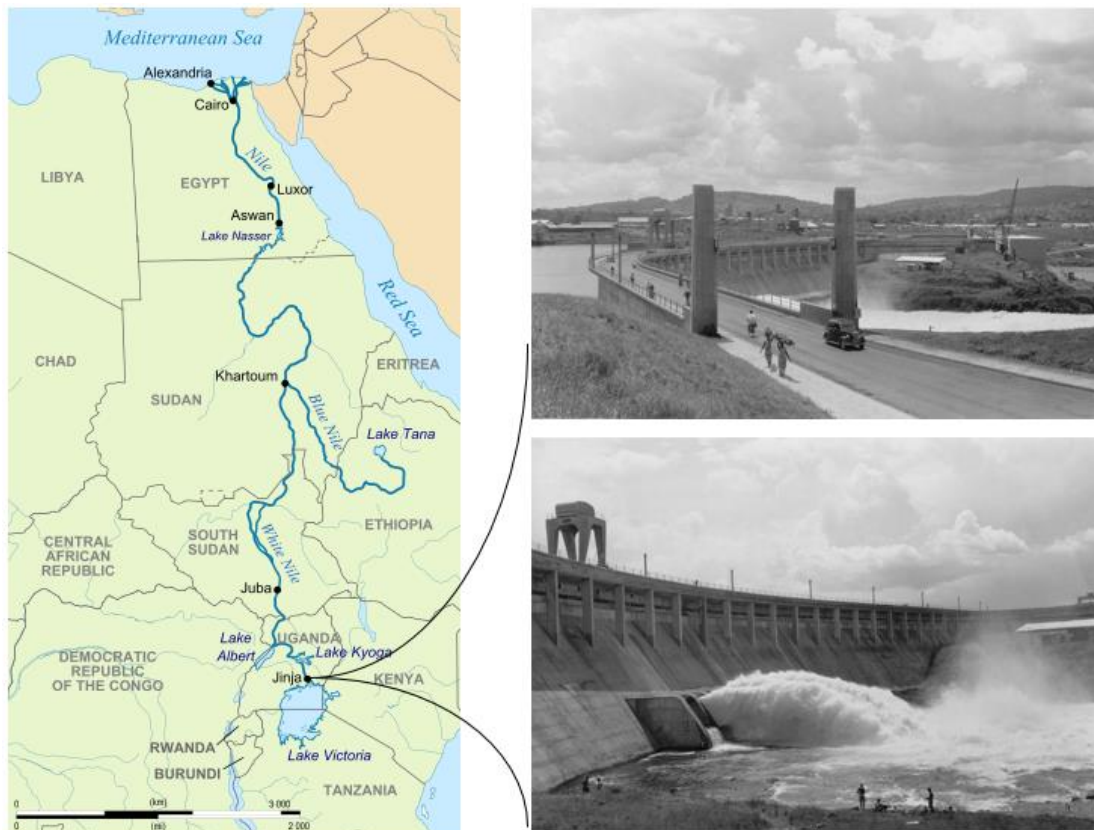 Mediterranean Sea
Alexandria
Cairo
Nile
LIBYA
EGYPT
Luxor
Aswan
Lake Nasser
Red Sea
CHAD
ERITREA
Khartoum
SUDAN
Blue Nile
Lake Tana
ETHIOPIA
CENTRAL
AFRICAN
REPUBLIC
SOUTH
SUDAN
White Nile
Juba
Lake
Albert
UGANDA
Lake Kyoga
DEMOCRATIC
REPUBLIC
OF THE CONGO
Jinja
KENYA
RWANDA
Lake Victoria
BURUNDI
TANZANIA
0 (km) 3 000
0 (mi) 2 000